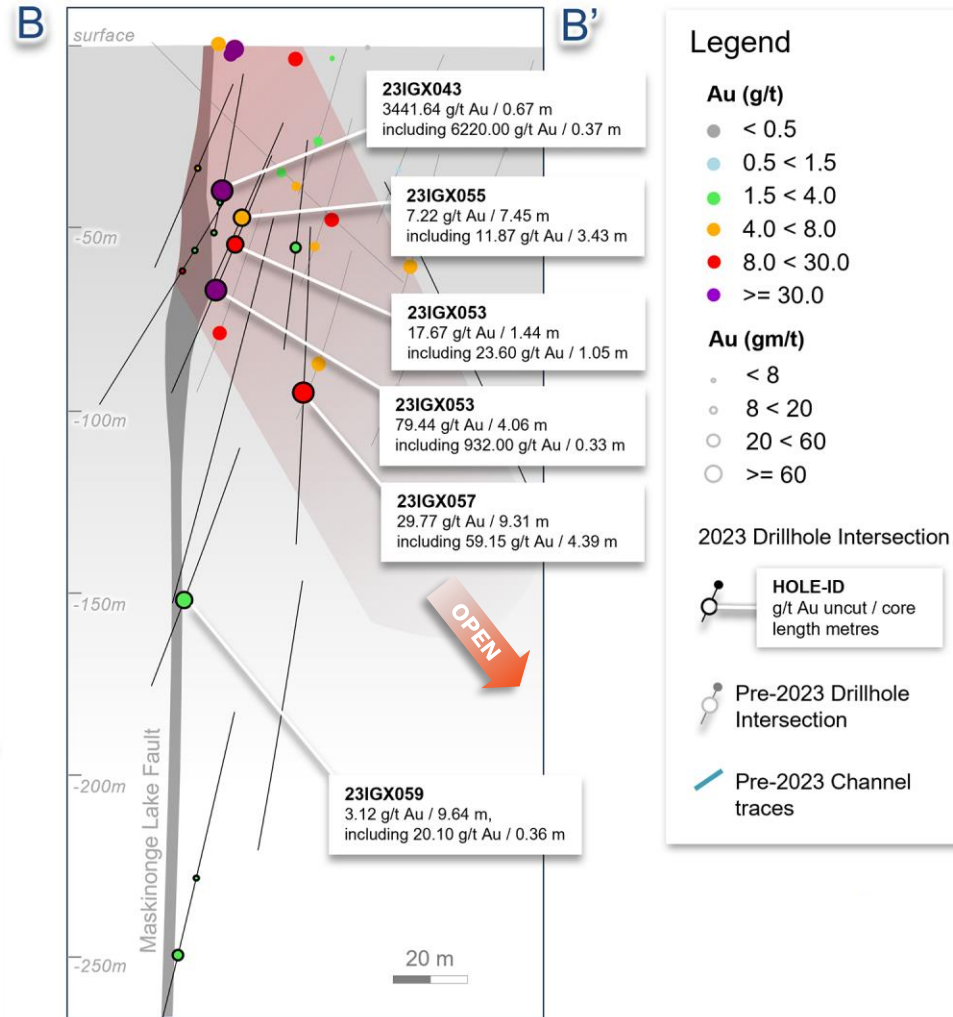 B
B’
surface
-50m
-100m
-150m
-200m
-250m
23IGX043
3441.64 g/t Au / 0.67 m
including 6220.00 g/t Au / 0.37 m
23IGX055
7.22 g/t Au / 7.45 m
including 11.87 g/t Au / 3.43 m
23IGX053
17.67 g/t Au / 1.44 m
including 23.60 g/t Au / 1.05 m
23IGX053
79.44 g/t Au / 4.06 m
including 932.00 g/t Au / 0.33 m
23IGX057
29.77 g/t Au / 9.31 m
including 59.15 g/t Au / 4.39 m
OPEN
23IGX059
3.12 g/t Au / 9.64 m,
including 20.10 g/t Au / 0.36 m
Maskinonge Lake Fault
20 m
Legend
Au (g/t)
< 0.5
0.5 < 1.5
1.5 < 4.0
4.0 < 8.0
8.0 < 30.0
>= 30.0
Au (gm/t)
< 8
8 < 20
20 < 60
>= 60
2023 Drillhole Intersection
HOLE-ID
g/t Au uncut / core
length metres
Pre-2023 Drillhole
Intersection
Pre-2023 Channel
traces